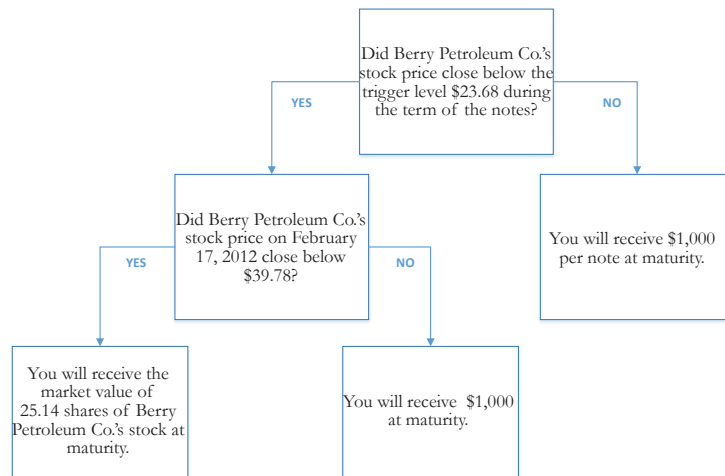 Did Berry Petroleum Co.'s
stock price close below the
trigger level $23.68 during
the term of the notes?
YES
NO
Did Berry Petroleum Co.'s
stock price on February
17, 2012 close below
$39.78?
You will receive $1,000
per note at maturity.
YES
NO
You will receive the
market value of
25.14 shares of Berry
Petroleum Co.'s stock at
maturity.
You will receive $1,000
at maturity.